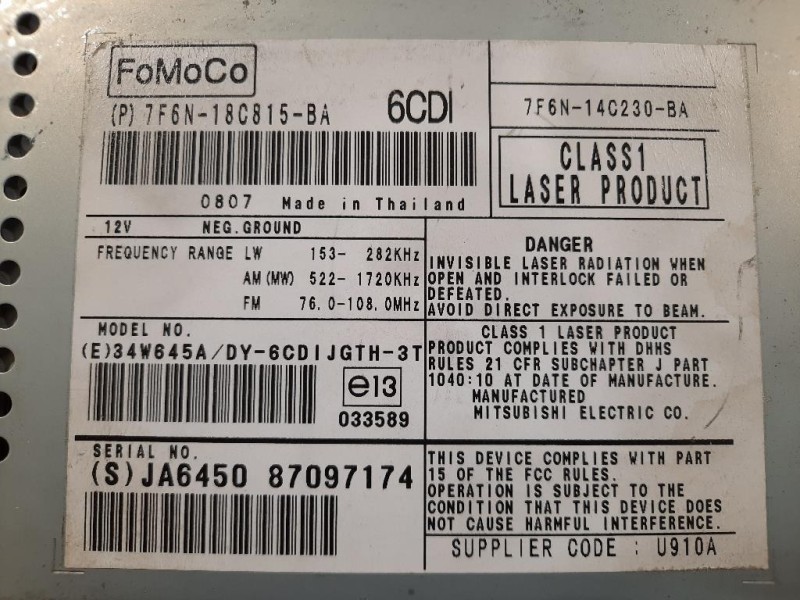 FoMoCo
(P) 7F6N-18C815-BA 6CDI
0807 Made in Thailand
7F6N-14C230-BA
CLASS1
LASER PRODUCT
12V NEG.GROUND
FREQUENCY RANGE LW 153- 282KHz
AM(MW) 522- 1720KHz
FM 76.0-108.0MHz
DANGER
INVISIBLE LASER RADIATION WHEN
OPEN AND INTERLOCK FAILED OR
DEFEATED.
AVOID DIRECT EXPOSURE TO BEAM.
MODEL NO.
(E)34W645A/DY-6CDIJGTH-3T
e13
033589
CLASS 1 LASER PRODUCT
PRODUCT COMPLIES WITH DHHS
RULES 21 CFR SUBCHAPTER J PART
1040:10 AT DATE OF MANUFACTURE.
MANUFACTURED
MITSUBISHI ELECTRIC CO.
SERIAL NO.
(S)JA6450 87097174
THIS DEVICE COMPLIES WITH PART
15 OF THE FCC RULES.
OPERATION IS SUBJECT TO THE
CONDITION THAT THIS DEVICE DOES
NOT CAUSE HARMFUL INTERFERENCE.
SUPPLIER CODE : U910A